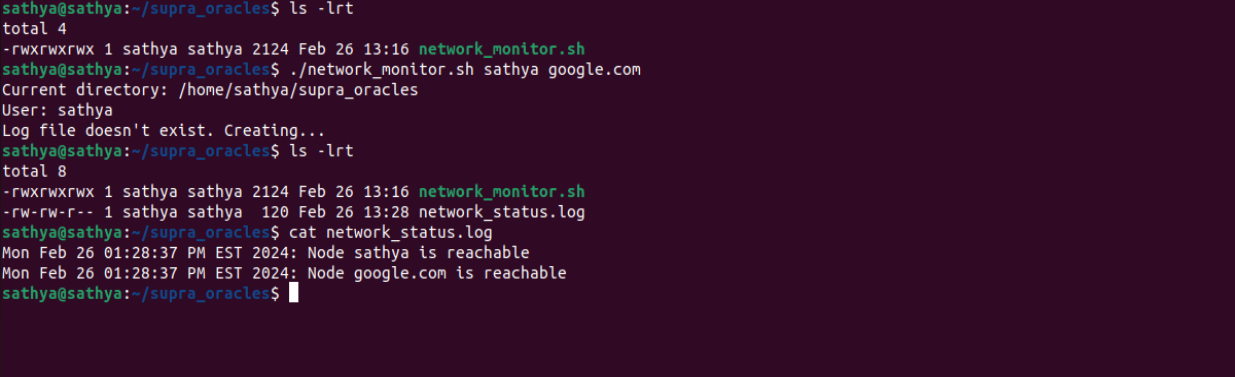 sathya@sathya:~/supra_oracles$ ls -lrt
total 4
-rwxrwxrwx 1 sathya sathya 2124 Feb 26 13:16 network_monitor.sh
sathya@sathya:~/supra_oracles$ ./network_monitor.sh sathya google.com
Current directory: /home/sathya/supra_oracles
User: sathya
Log file doesn't exist. Creating...
sathya@sathya:~/supra_oracles$ ls -lrt
total 8
-rwxrwxrwx 1 sathya sathya 2124 Feb 26 13:16 network_monitor.sh
-rw-rw-r-- 1 sathya sathya  120 Feb 26 13:28 network_status.log
sathya@sathya:~/supra_oracles$ cat network_status.log
Mon Feb 26 01:28:37 PM EST 2024: Node sathya is reachable
Mon Feb 26 01:28:37 PM EST 2024: Node google.com is reachable
sathya@sathya:~/supra_oracles$